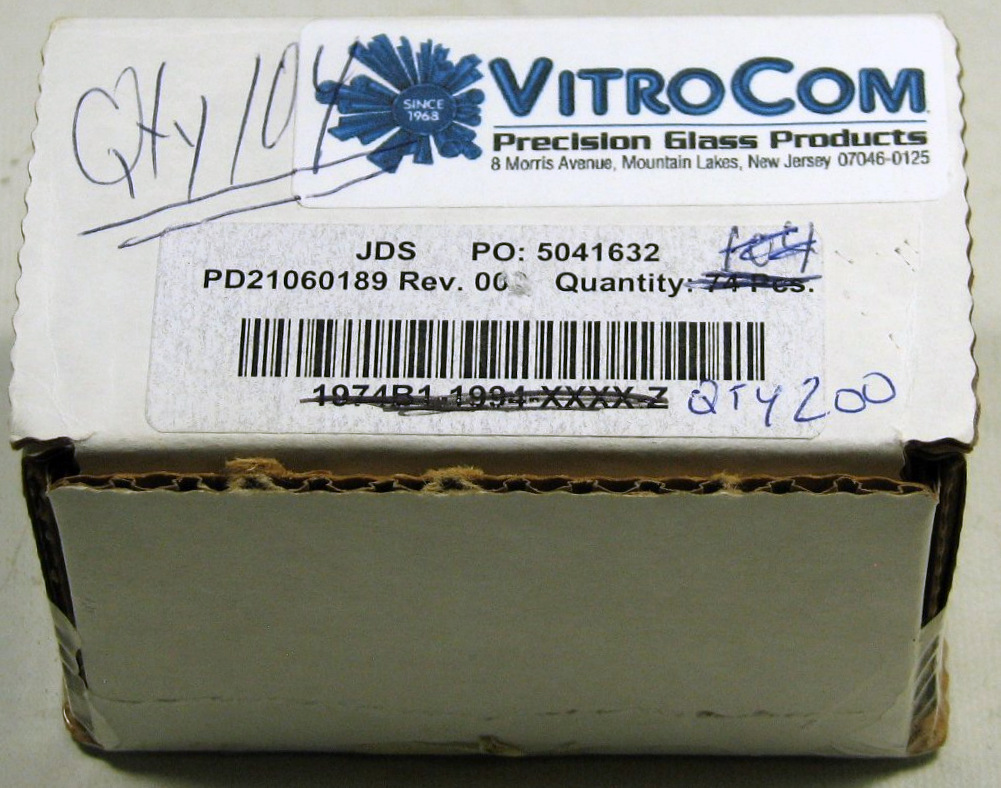 Qty 104
SINCE
1968
VITROCOM
Precision Glass Products
8 Morris Avenue, Mountain Lakes, New Jersey 07046-0125
JDS PO: 5041632 104
PD21060189 Rev. 00 Quantity: 74 Pcs.
1974B1-1994-XXXX-Z QTY 200